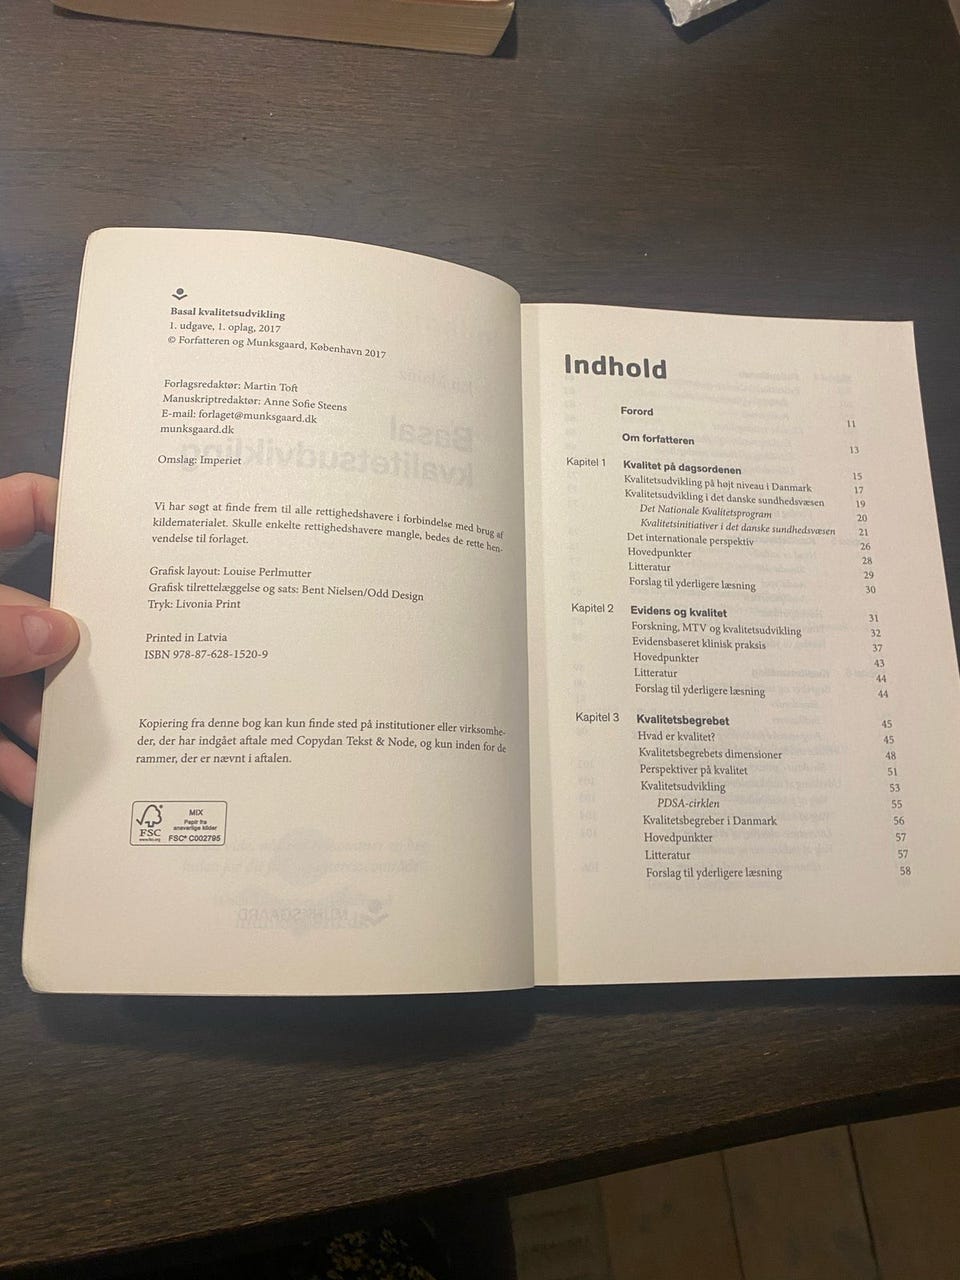 Basal kvalitetsudvikling
1. udgave, 1. oplag, 2017
© Forfatteren og Munksgaard, København 2017
Forlagsredaktør: Martin Toft
Manuskriptredaktør: Anne Sofie Steens
E-mail: forlaget@munksgaard.dk
munksgaard.dk
Omslag: Imperiet
Vi har søgt at finde frem til alle rettighedshavere i forbindelse med brug af
kildematerialet. Skulle enkelte rettighedshavere mangle, bedes de rette hen-
vendelse til forlaget.
Grafisk layout: Louise Perlmutter
Grafisk tilrettelæggelse og sats: Bent Nielsen/Odd Design
Tryk: Livonia Print
Printed in Latvia
ISBN 978-87-628-1520-9
Kopiering fra denne bog kan kun finde sted på institutioner eller virksomhe-
der, der har indgået aftale med Copydan Tekst & Node, og kun inden for de
rammer, der er nævnt i aftalen.
FSC
www.fsc.org
MIX
Papir fra
ansvarlige kilder
FSC® C002795
Indhold
Forord 11
Om forfatteren 13
Kapitel 1 Kvalitet på dagsordenen 15
Kvalitetsudvikling på højt niveau i Danmark 17
Kvalitetsudvikling i det danske sundhedsvæsen 19
Det Nationale Kvalitetsprogram 20
Kvalitetsinitiativer i det danske sundhedsvæsen 21
Det internationale perspektiv 26
Hovedpunkter 28
Litteratur 29
Forslag til yderligere læsning 30
Kapitel 2 Evidens og kvalitet 31
Forskning, MTV og kvalitetsudvikling 32
Evidensbaseret klinisk praksis 37
Hovedpunkter 43
Litteratur 44
Forslag til yderligere læsning 44
Kapitel 3 Kvalitetsbegrebet 45
Hvad er kvalitet? 45
Kvalitetsbegrebets dimensioner 48
Perspektiver på kvalitet 51
Kvalitetsudvikling 53
PDSA-cirklen 55
Kvalitetsbegreber i Danmark 56
Hovedpunkter 57
Litteratur 57
Forslag til yderligere læsning 58